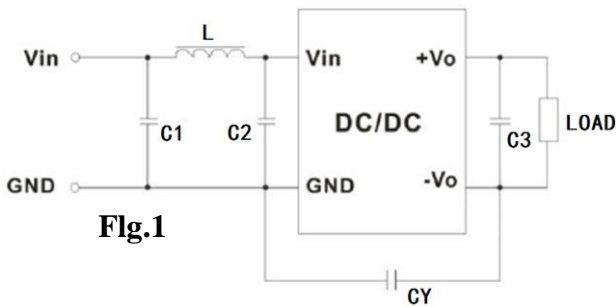 L
Vin
Vin
+Vo
C1
C2
DC/DC
C3
LOAD
GND
GND
-Vo
Flg.1
CY